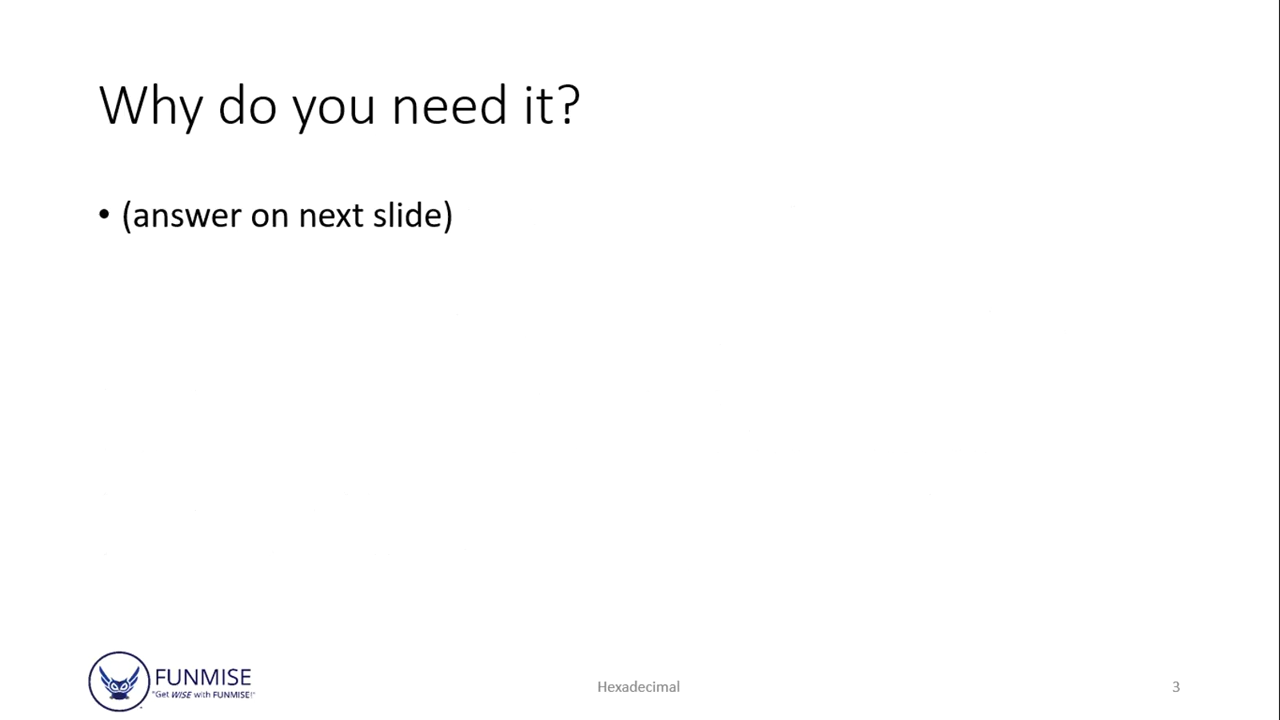 Why do you need it?
• (answer on next slide)
FUNMISE
"Get WISE with FUNMISE!"
Hexadecimal
3